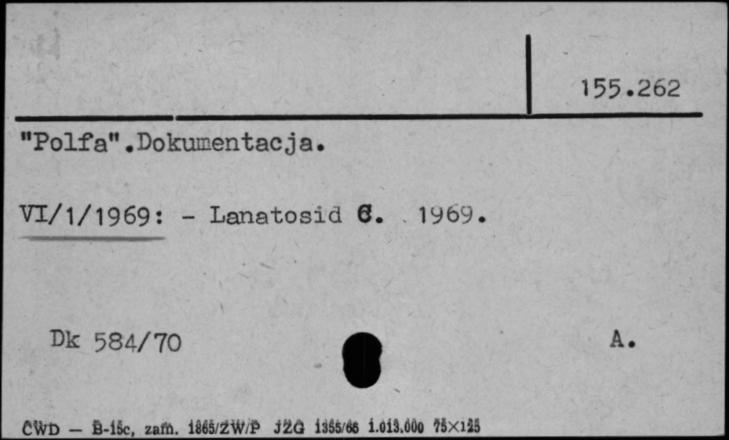 155.262
"Polfa".Dokumentacja.
VI/1/1969: - Lanatosid C. 1969.
Dk 584/70
A.
CWD — B-15c, zam. 1865/ZW/P JZG 1355/66 1.013.000 75×125